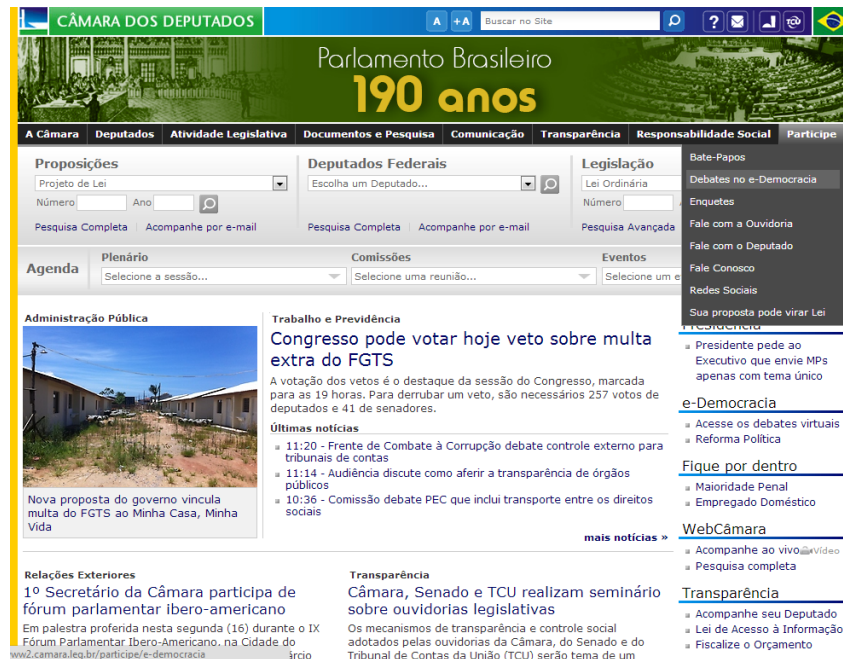 CÂMARA DOS DEPUTADOS
A +A Buscar no Site
Parlamento Brasileiro
190 anos
A Câmara Deputados Atividade Legislativa Documentos e Pesquisa Comunicação Transparência Responsabilidade Social Participe
Bate-Papos
Debates no e-Democracia
Enquetes
Fale com a Ouvidoria
Fale com o Deputado
Fale Conosco
Redes Sociais
Sua proposta pode virar Lei
Proposições
Projeto de Lei
Número Ano
Pesquisa Completa Acompanhe por e-mail
Deputados Federais
Escolha um Deputado...
Pesquisa Completa Acompanhe por e-mail
Legislação
Lei Ordinária
Número
Pesquisa Avançada
Agenda
Plenário
Selecione a sessão...
Comissões
Selecione uma reunião...
Eventos
Selecione um e
Administração Pública
Nova proposta do governo vincula
multa do FGTS ao Minha Casa, Minha
Vida
Trabalho e Previdência
Congresso pode votar hoje veto sobre multa
extra do FGTS
A votação dos vetos é o destaque da sessão do Congresso, marcada
para as 19 horas. Para derrubar um veto, são necessários 257 votos de
deputados e 41 de senadores.
Últimas notícias
11:20 - Frente de Combate à Corrupção debate controle externo para
tribunais de contas
11:14 - Audiência discute como aferir a transparência de órgãos
públicos
10:36 - Comissão debate PEC que inclui transporte entre os direitos
sociais
mais notícias »
Presidência
Presidente pede ao
Executivo que envie MPs
apenas com tema único
e-Democracia
Acesse os debates virtuais
Reforma Política
Fique por dentro
Maioridade Penal
Empregado Doméstico
WebCâmara
Acompanhe ao vivo Vídeo
Pesquisa completa
Transparência
Acompanhe seu Deputado
Lei de Acesso à Informação
Fiscalize o Orçamento
Relações Exteriores
1º Secretário da Câmara participa de
fórum parlamentar ibero-americano
Em palestra proferida nesta segunda (16) durante o IX
Fórum Parlamentar Ibero-Americano, na Cidade do
Transparência
Câmara, Senado e TCU realizam seminário
sobre ouvidorias legislativas
Os mecanismos de transparência e controle social
adotados pelas ouvidorias da Câmara, do Senado e do
Tribunal de Contas da União (TCU) serão tema de um
ww2.camara.leg.br/participe/e-democracia